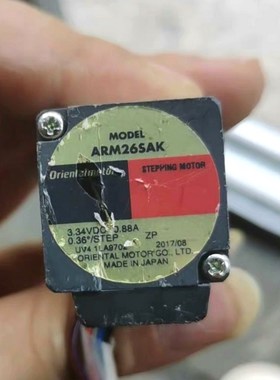 MODEL
ARM26SAK
Orientalmotor STEPPING MOTOR
3.34VDC 0.88A
0.36°/STEP ZP
2017/08
ORIENTAL MOTOR CO., LTD.
MADE IN JAPAN